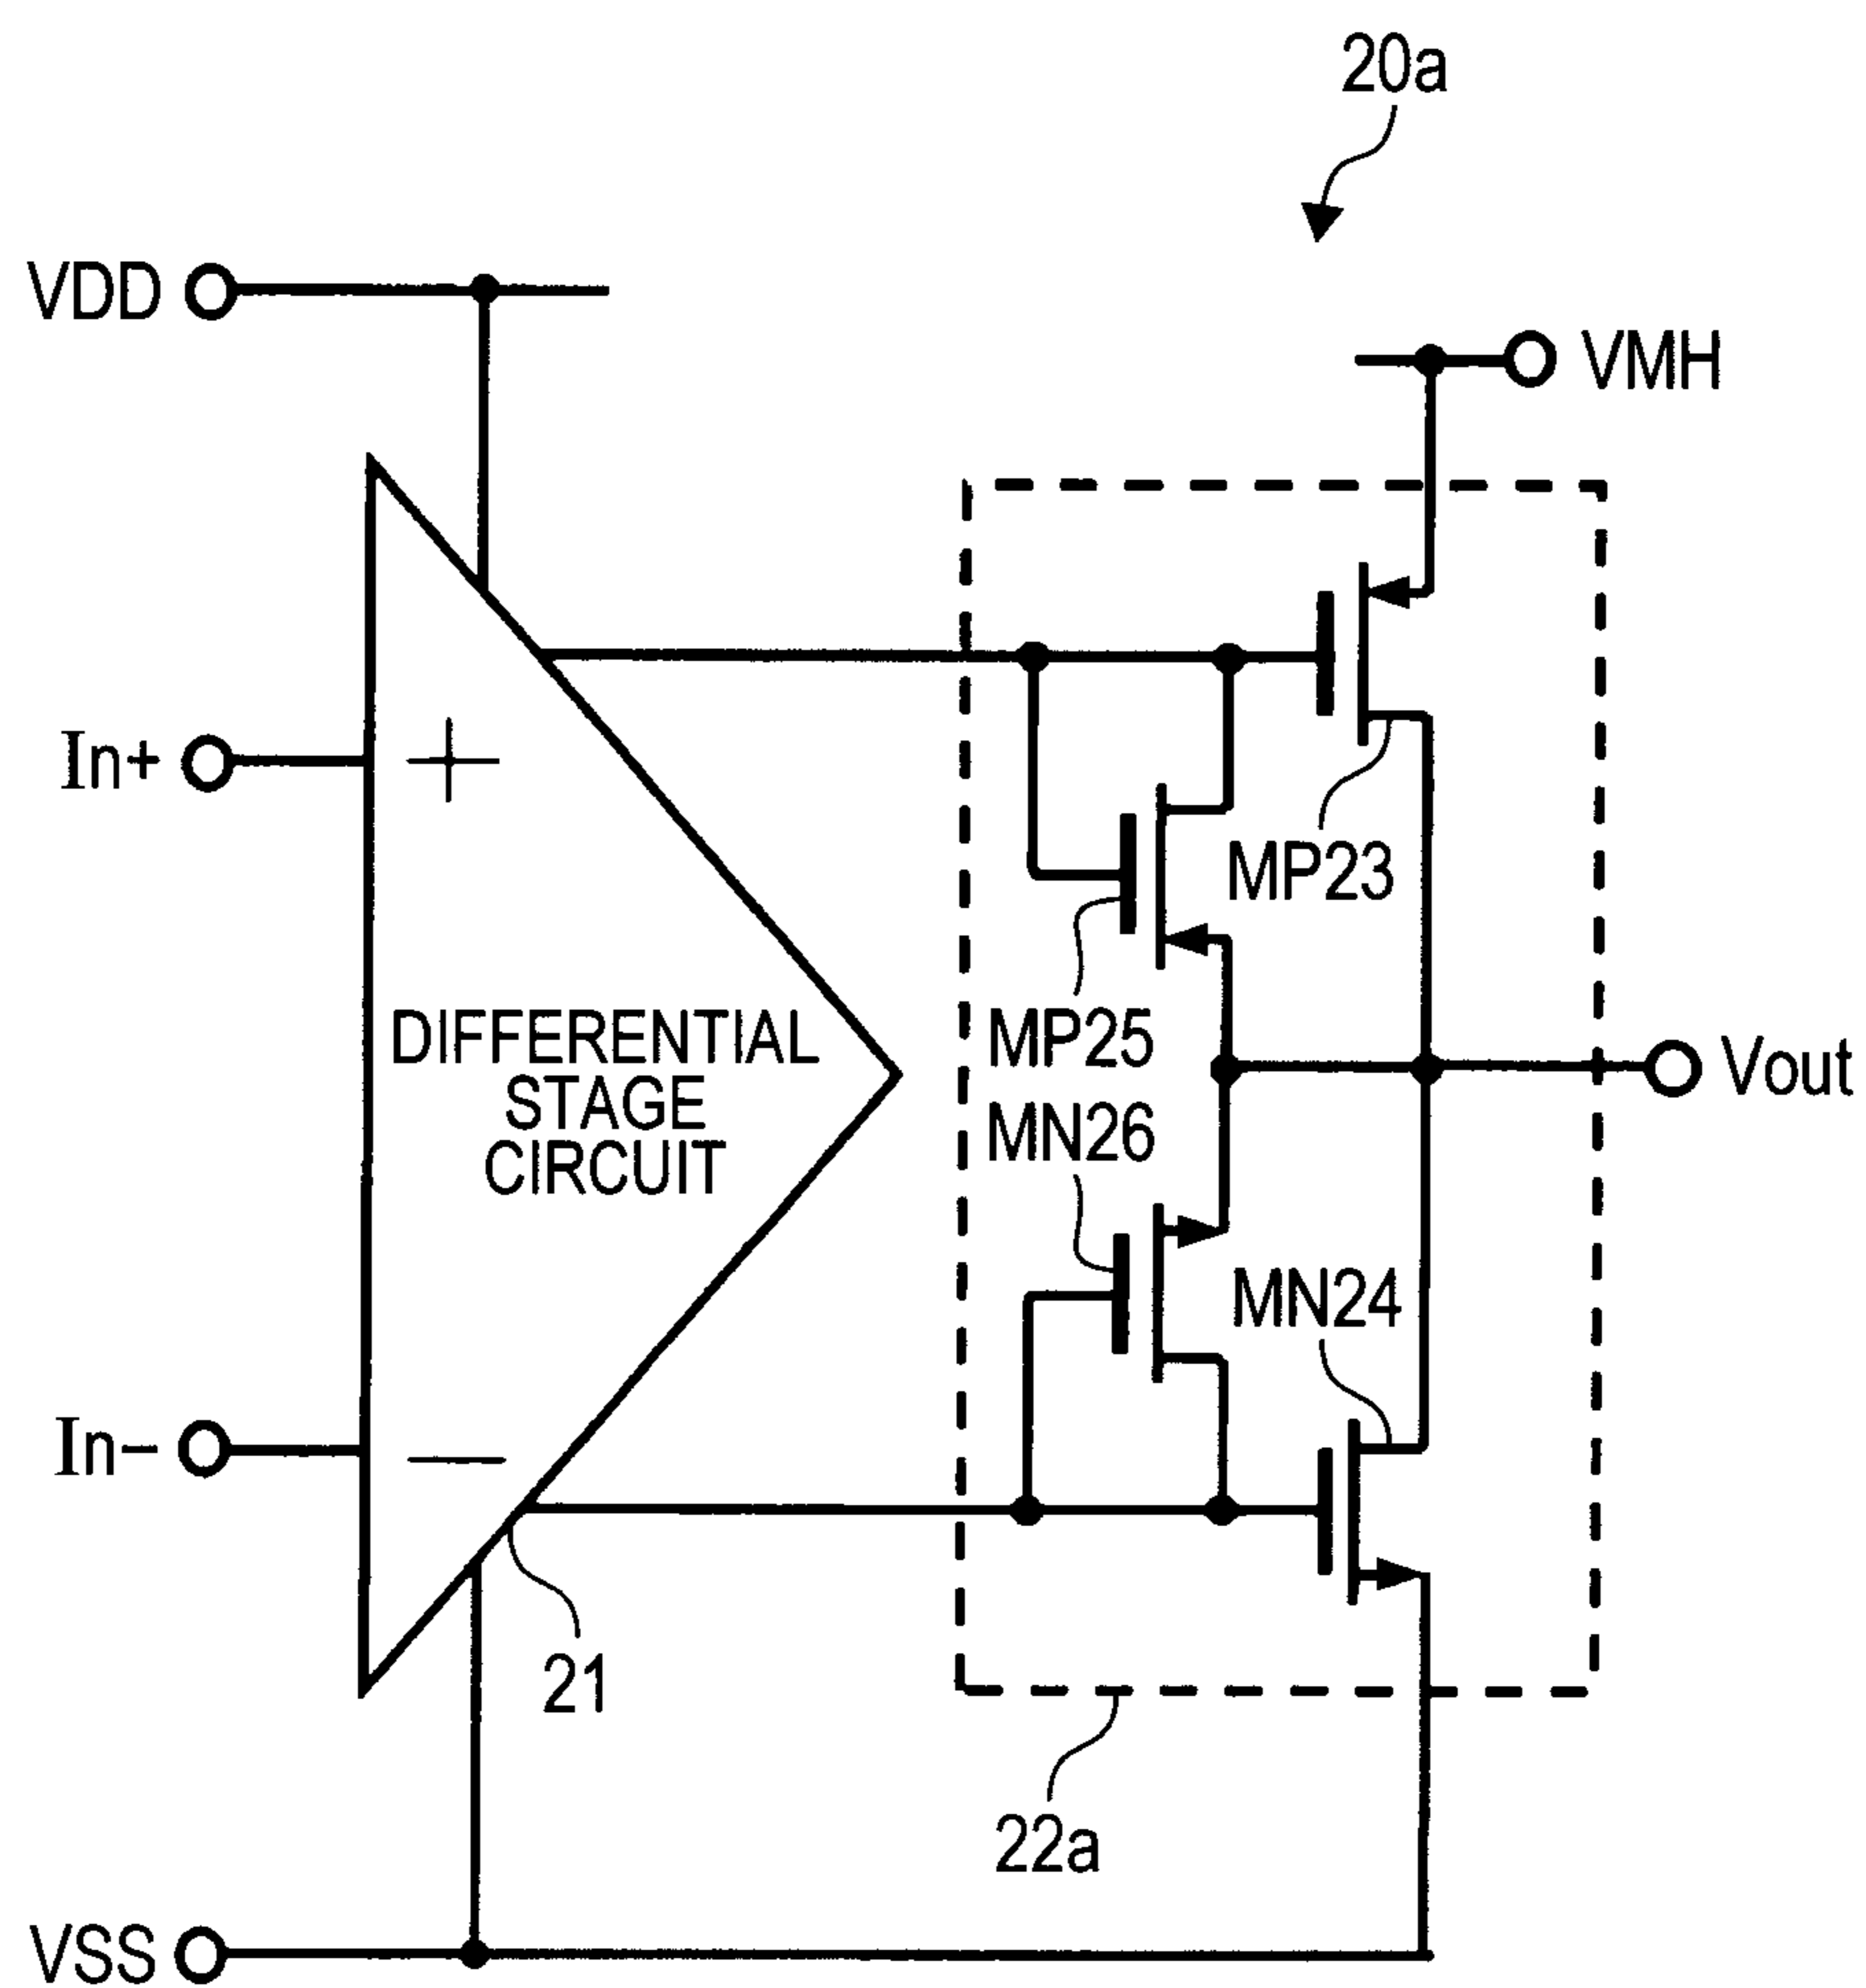 20a
VDD
VMH
In+
+
MP23
DIFFERENTIAL
STAGE
CIRCUIT
MP25
Vout
MN26
MN24
In−
−
21
22a
VSS